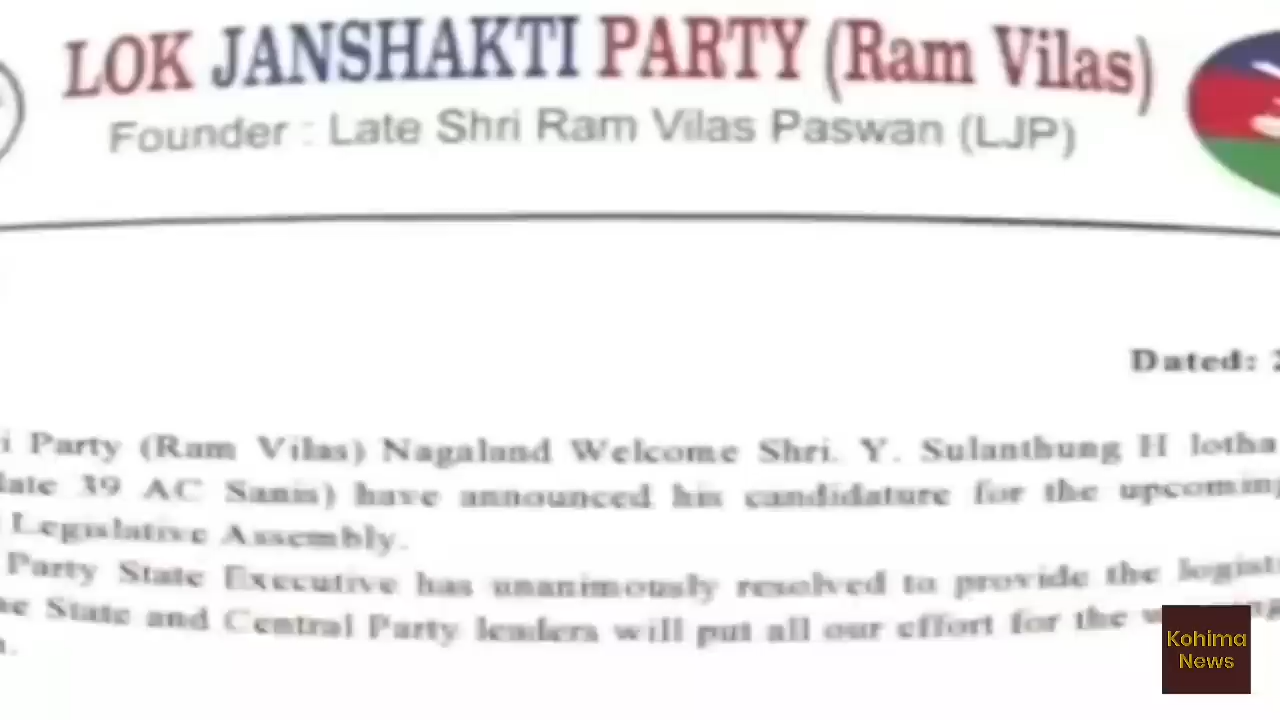 LOK JANSHAKTI PARTY (Ram Vilas)
Founder : Late Shri Ram Vilas Paswan (LJP)
Dated:
Party (Ram Vilas) Nagaland Welcome Shri. Y. Sulanthung H lotha
39 AC Sanis) have announced his candidature for the upcoming
Legislative Assembly.
Party State Executive has unanimously resolved to provide the
State and Central Party leaders will put all our effort for the
Kohima
News